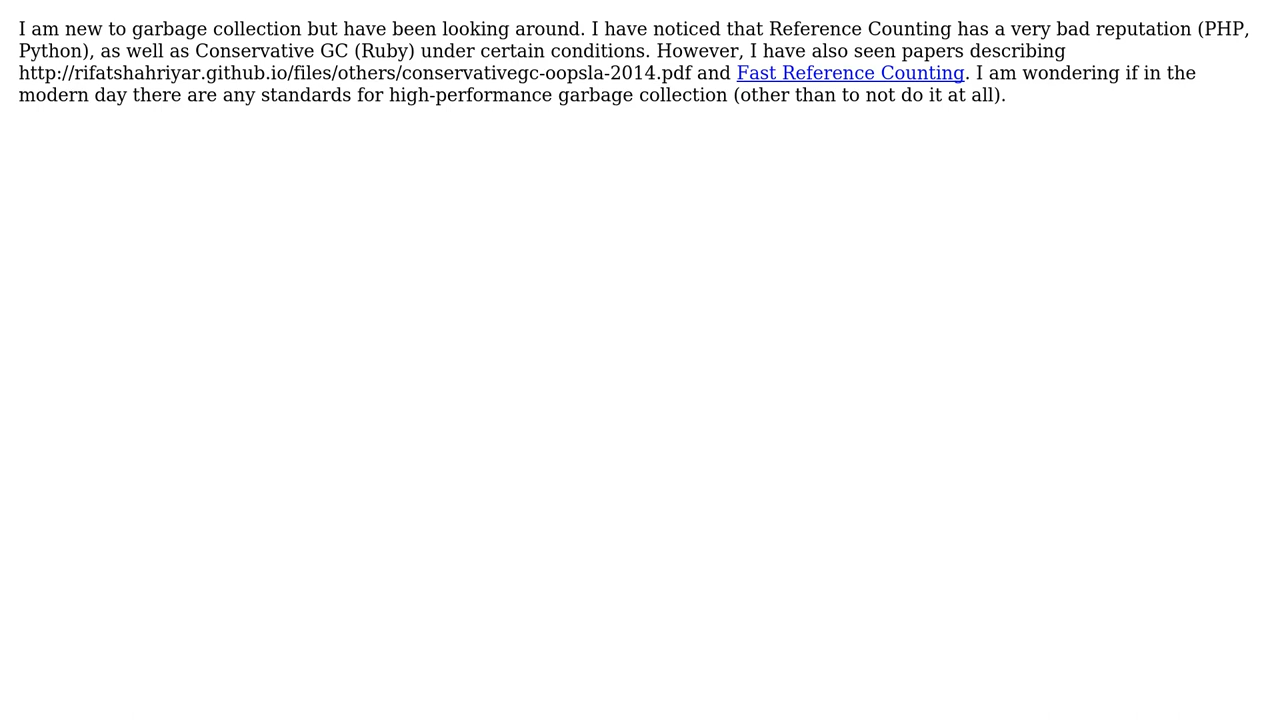 I am new to garbage collection but have been looking around. I have noticed that Reference Counting has a very bad reputation (PHP,
Python), as well as Conservative GC (Ruby) under certain conditions. However, I have also seen papers describing
http://rifatshahriyar.github.io/files/others/conservativegc-oopsla-2014.pdf and Fast Reference Counting. I am wondering if in the
modern day there are any standards for high-performance garbage collection (other than to not do it at all).